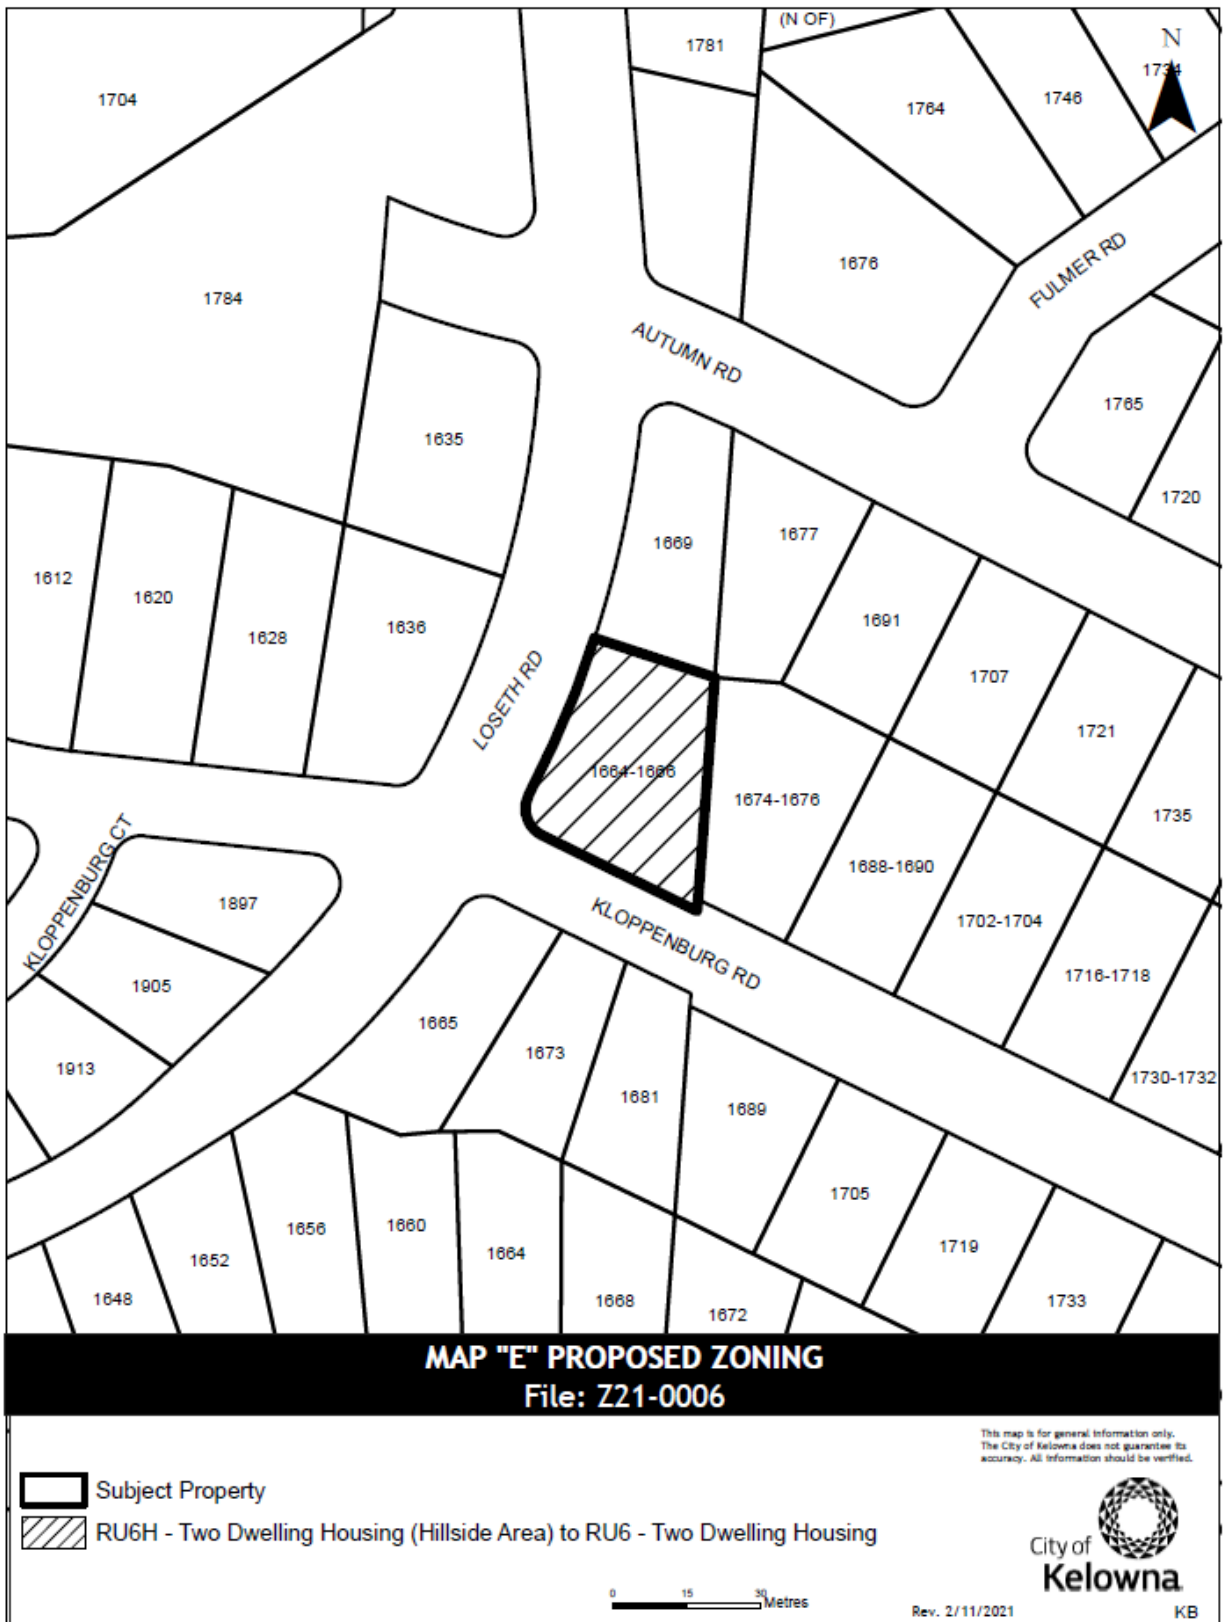 (N OF)
1781
N
1734
1704
1764
1746
1676
FULMER RD
1784
AUTUMN RD
1765
1635
1720
1677
1669
1612
1620
1691
1636
1628
1707
LOSETH RD
1721
1664-1666
1674-1676
1735
KLOPPENBURG CT
1688-1690
1897
1702-1704
KLOPPENBURG RD
1716-1718
1905
1665
1673
1913
1730-1732
1681
1689
1705
1656
1660
1719
1664
1652
1648
1668
1733
1672
MAP "E" PROPOSED ZONING
File: Z21-0006
This map is for general information only.
The City of Kelowna does not guarantee its
accuracy. All information should be verified.
Subject Property
RU6H - Two Dwelling Housing (Hillside Area) to RU6 - Two Dwelling Housing
City of
Kelowna
0 15 30 Metres
Rev. 2/11/2021
KB